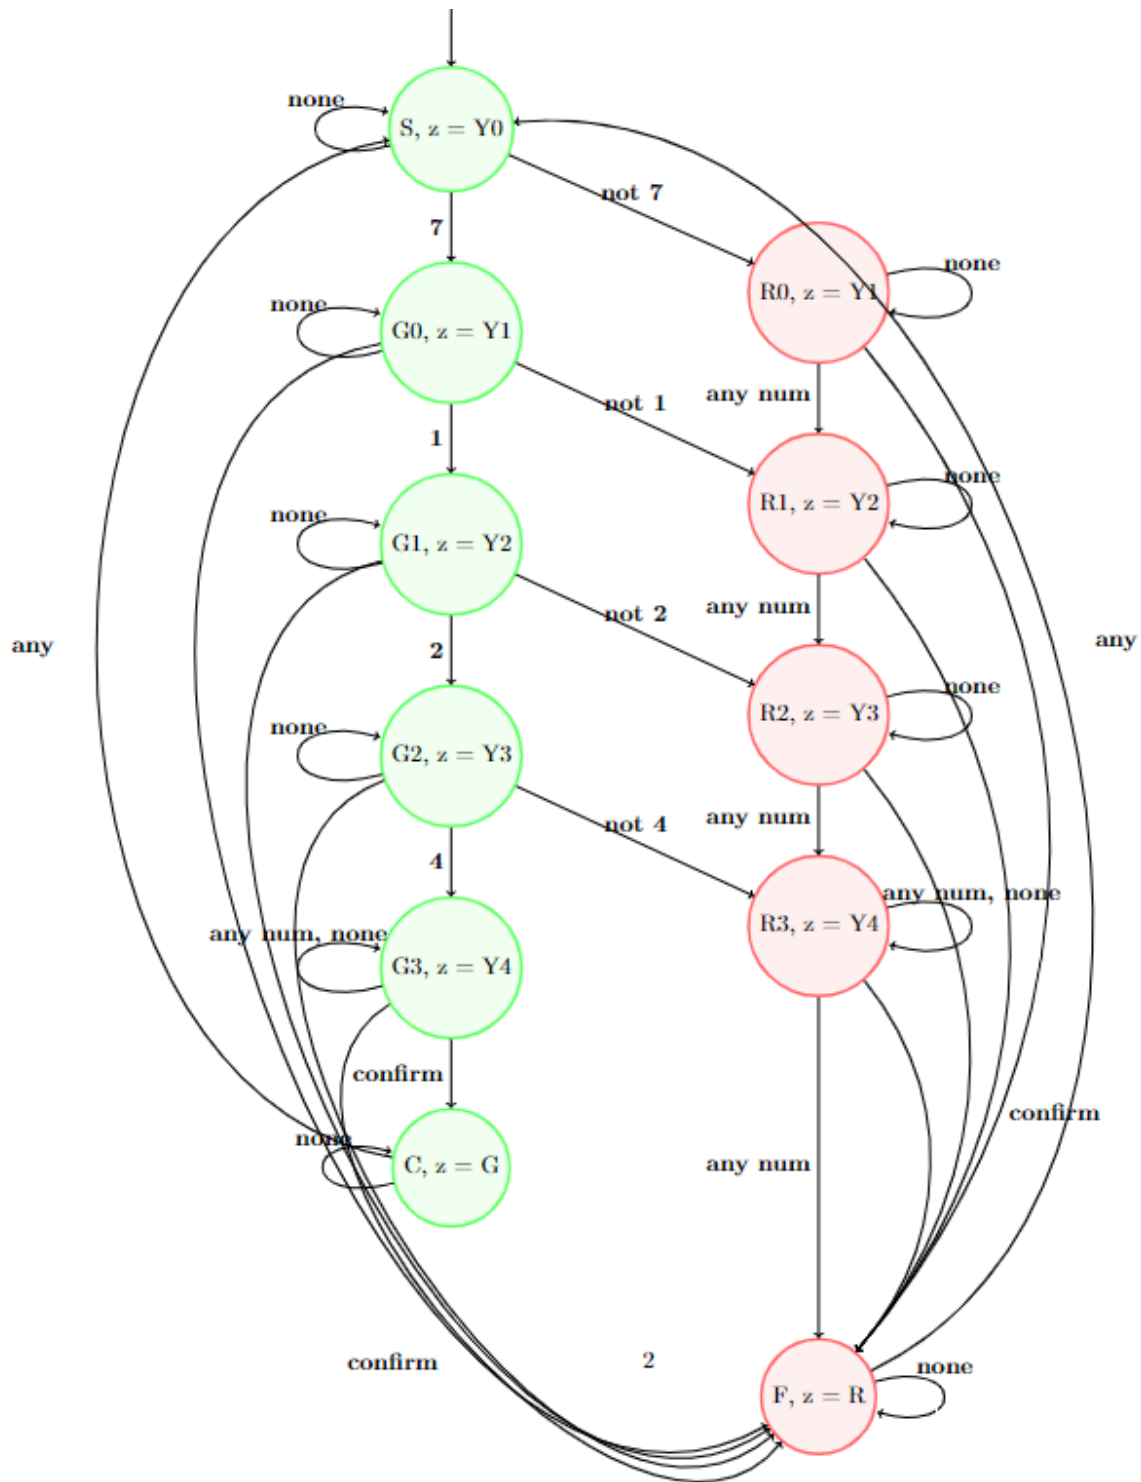 none
S, z = Y0
not 7
7
none
R0, z = Y1
none
G0, z = Y1
any num
not 1
1
none
R1, z = Y2
none
G1, z = Y2
any num
not 2
any
any
2
none
R2, z = Y3
none
G2, z = Y3
any num
not 4
4
any num, none
R3, z = Y4
any num, none
G3, z = Y4
confirm
confirm
none
C, z = G
any num
confirm
2
none
F, z = R